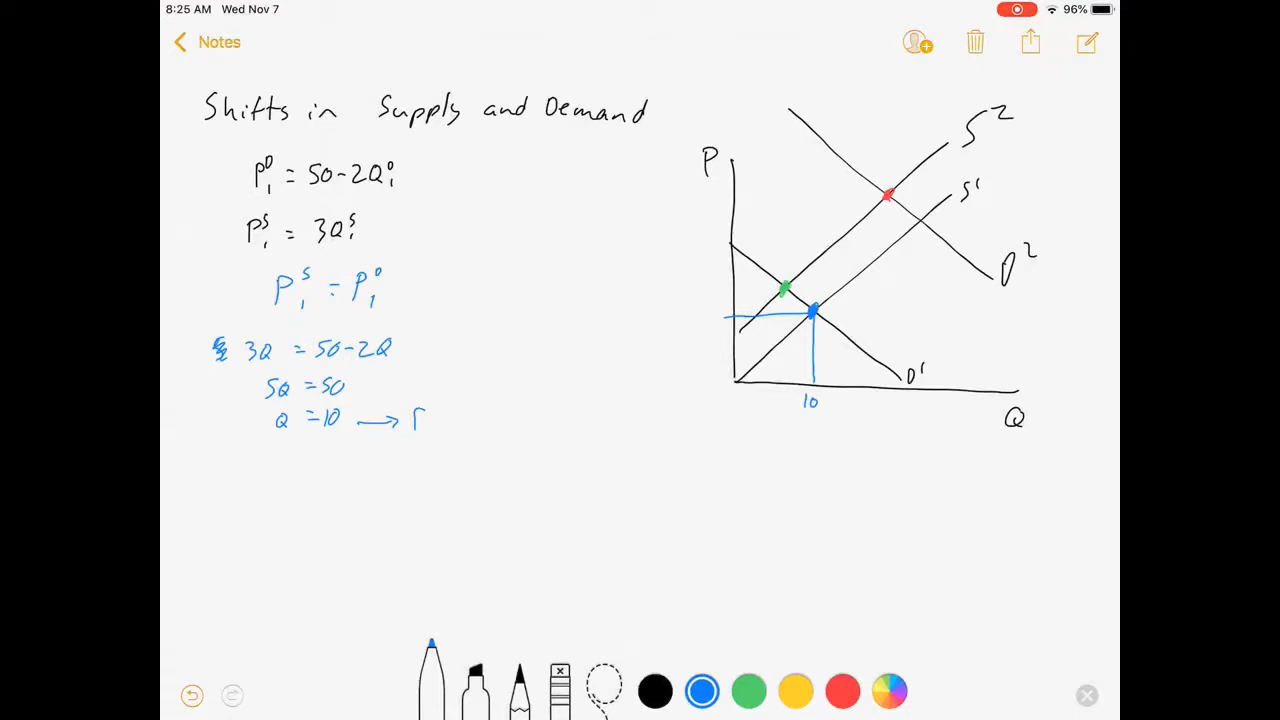 8:25 AM Wed Nov 7
96%
Notes
Shifts in Supply and Demand
P₁ᴰ = 50 - 2Q₁ᴰ
P₁ˢ = 3Q₁ˢ
P₁ˢ = P₁ᴰ
3Q = 50 - 2Q
5Q = 50
Q = 10 →
P
S²
S¹
D²
D¹
10
Q